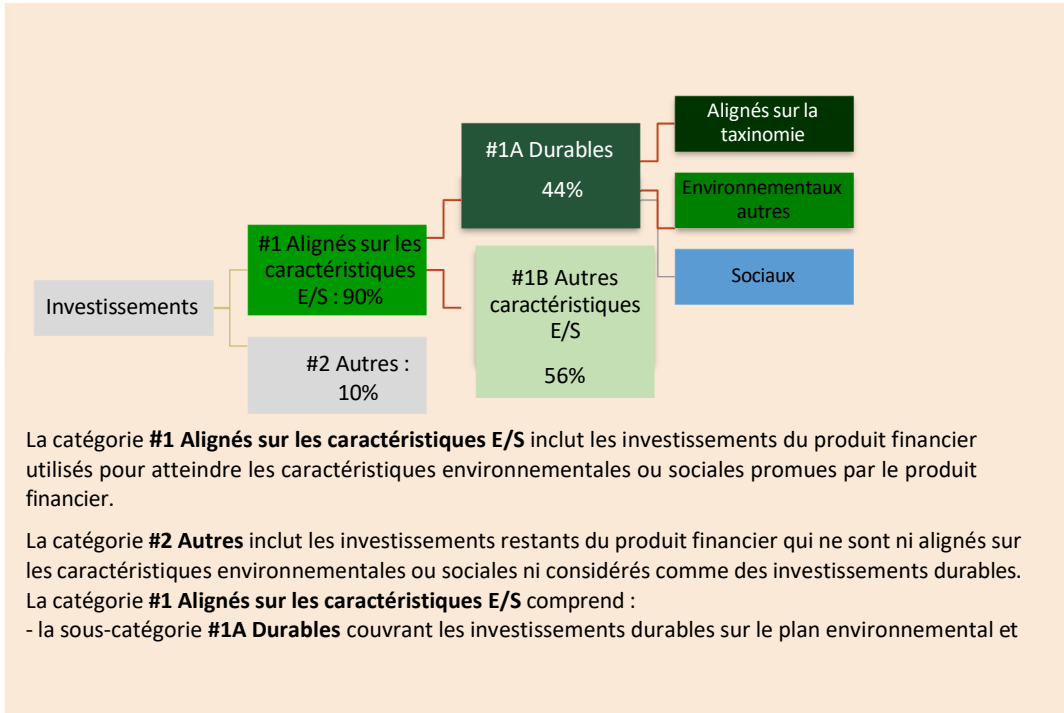 Alignés sur la
taxinomie
#1A Durables
44%
Environnementaux
autres
#1 Alignés sur les
caractéristiques
E/S : 90%
Sociaux
#1B Autres
caractéristiques
E/S
56%
Investissements
#2 Autres :
10%
La catégorie #1 Alignés sur les caractéristiques E/S inclut les investissements du produit financier
utilisés pour atteindre les caractéristiques environnementales ou sociales promues par le produit
financier.
La catégorie #2 Autres inclut les investissements restants du produit financier qui ne sont ni alignés sur
les caractéristiques environnementales ou sociales ni considérés comme des investissements durables.
La catégorie #1 Alignés sur les caractéristiques E/S comprend :
- la sous-catégorie #1A Durables couvrant les investissements durables sur le plan environnemental et